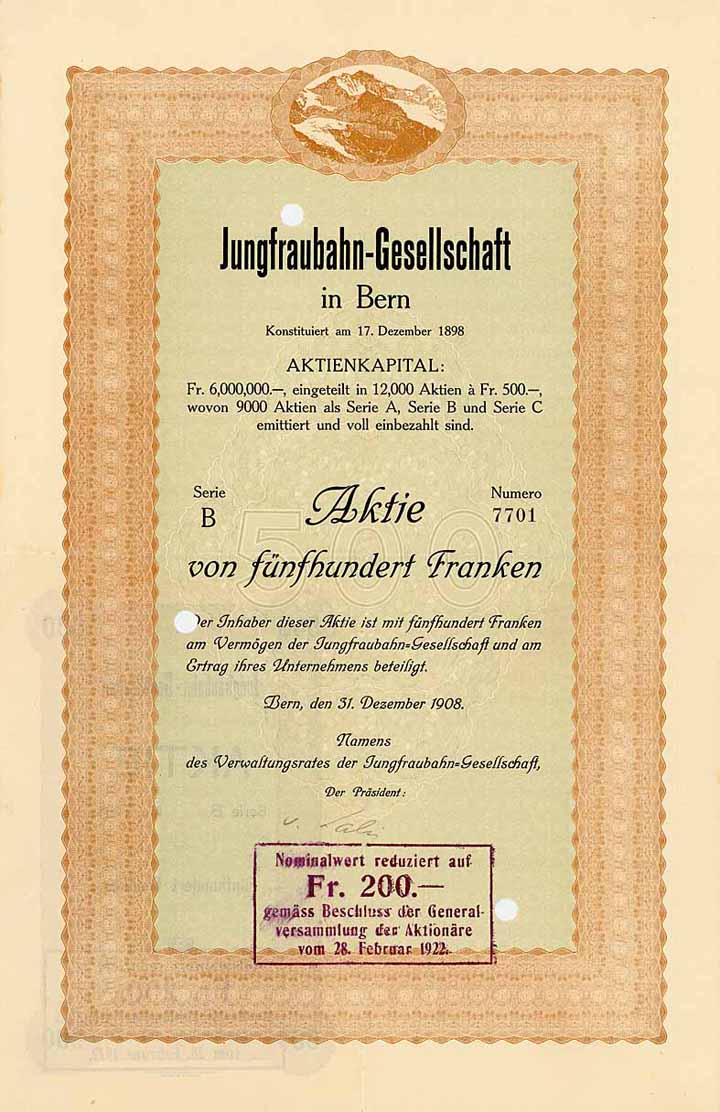 Jungfraubahn-Gesellschaft
in Bern
Konstituiert am 17. Dezember 1898
AKTIENKAPITAL:
Fr. 6,000,000.—, eingeteilt in 12,000 Aktien à Fr. 500.—,
wovon 9000 Aktien als Serie A, Serie B und Serie C
emittiert und voll einbezahlt sind.
Serie
B
Aktie
Numero
7701
500
von fünfhundert Franken
Der Inhaber dieser Aktie ist mit fünfhundert Franken
am Vermögen der Jungfraubahn=Gesellschaft und am
Ertrag ihres Unternehmens beteiligt.
Bern, den 31. Dezember 1908.
Namens
des Verwaltungsrates der Jungfraubahn=Gesellschaft,
Der Präsident:
Nominalwert reduziert auf
Fr. 200.—
gemäss Beschluss der General-
versammlung der Aktionäre
vom 28. Februar 1922.